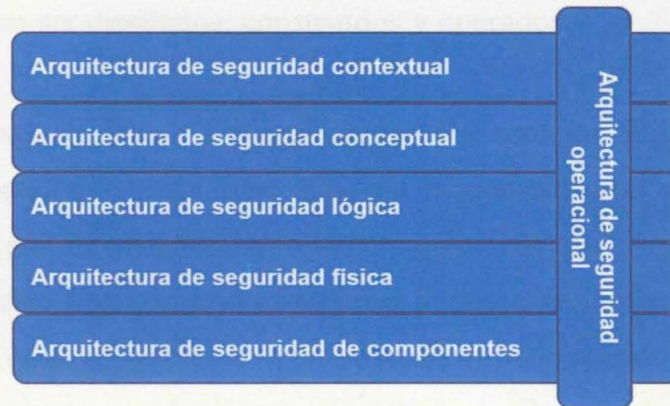 Arquitectura de seguridad contextual
Arquitectura de seguridad conceptual
Arquitectura de seguridad lógica
Arquitectura de seguridad física
Arquitectura de seguridad de componentes
Arquitectura de seguridad
operacional